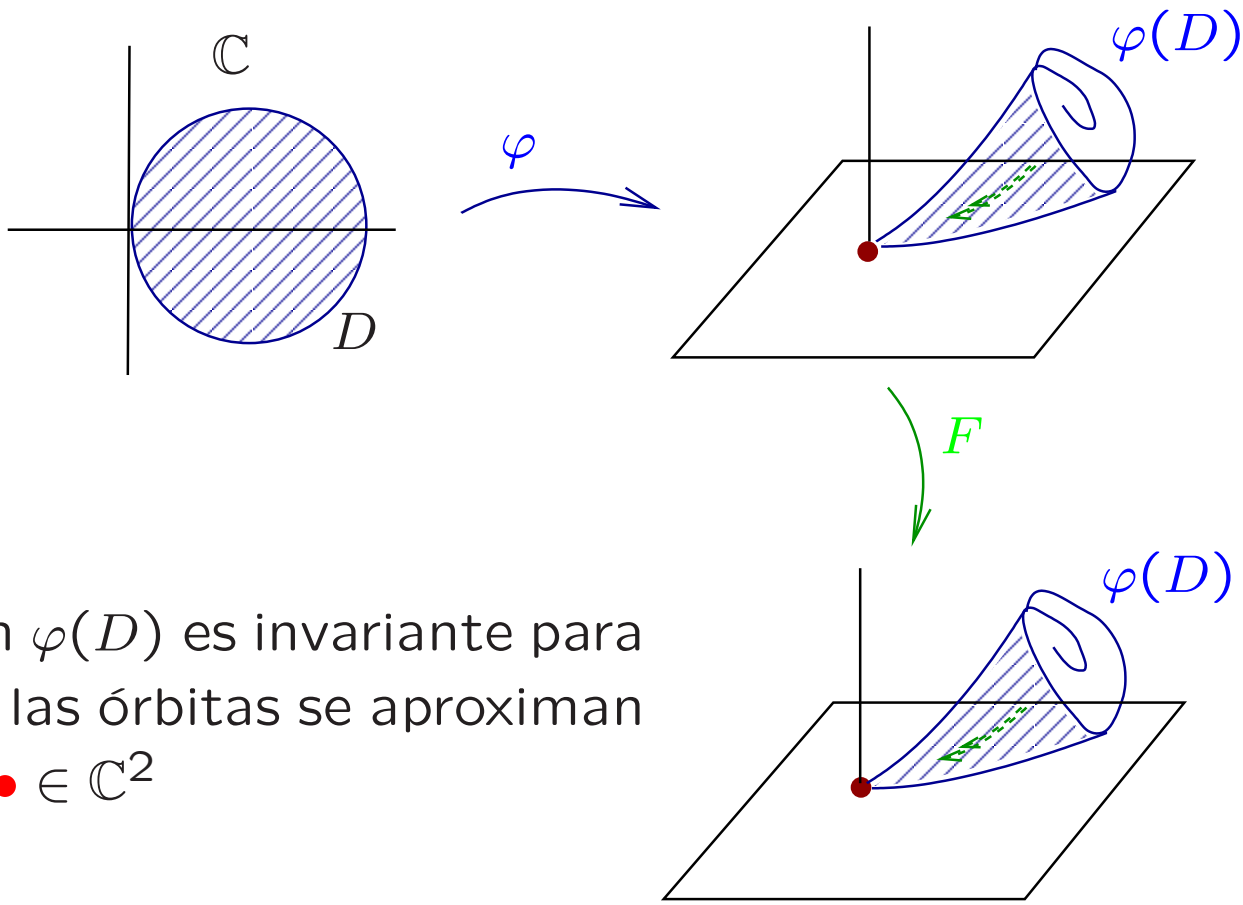 ℂ
φ(D)
φ
D
F
φ(D)
φ(D) es invariante para
las órbitas se aproximan
• ∈ ℂ²